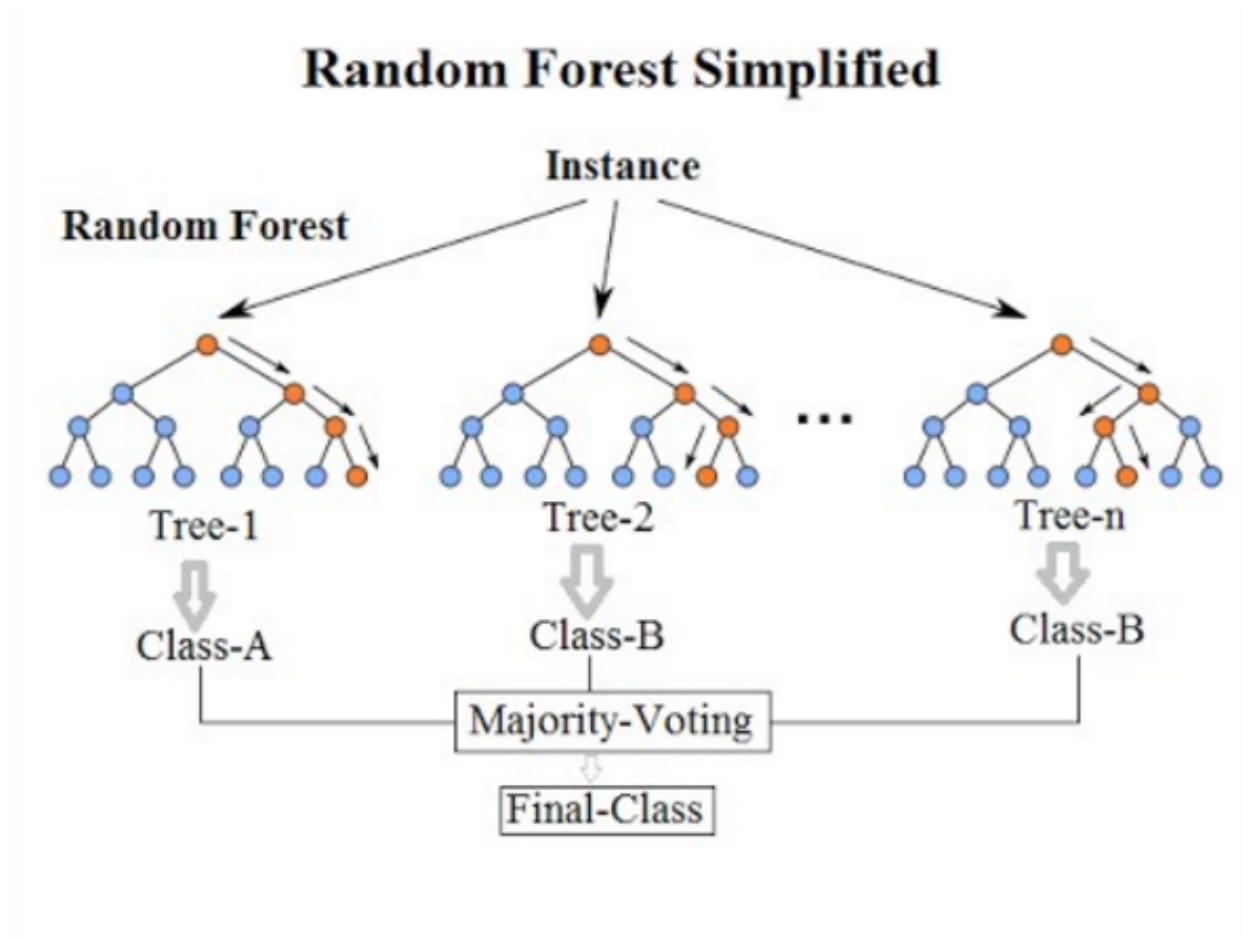 Random Forest Simplified
Instance
Random Forest
...
Tree-1
Tree-2
Tree-n
Class-A
Class-B
Class-B
Majority-Voting
Final-Class